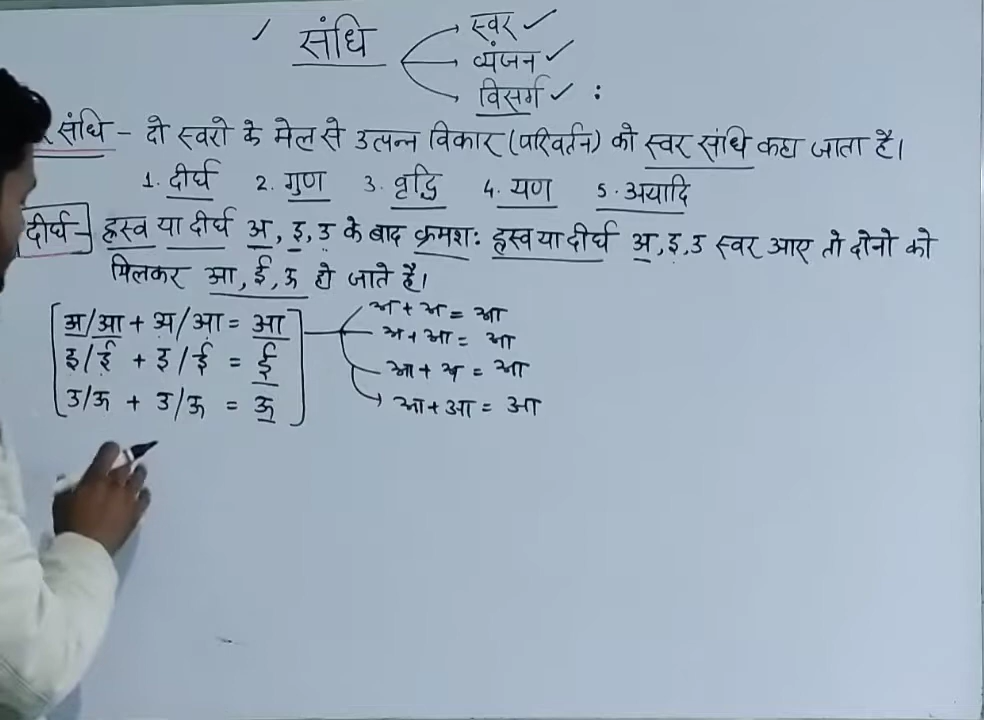 ✓ संधि
स्वर ✓
व्यंजन ✓
विसर्ग ✓ :
संधि - दो स्वरो के मेल से उत्पन्न विकार (परिवर्तन) को स्वर संधि कहा जाता है।
1. दीर्घ 2. गुण 3. वृद्धि 4. यण 5. अयादि
दीर्घ - ह्रस्व या दीर्घ अ, इ, उ के बाद क्रमशः ह्रस्व या दीर्घ अ, इ, उ स्वर आए तो दोनो को
मिलकर आ, ई, ऊ हो जाते है।
अ/आ + अ/आ = आ
इ/ई + इ/ई = ई
उ/ऊ + उ/ऊ = ऊ
अ + अ = आ
अ + आ = आ
आ + अ = आ
आ + आ = आ